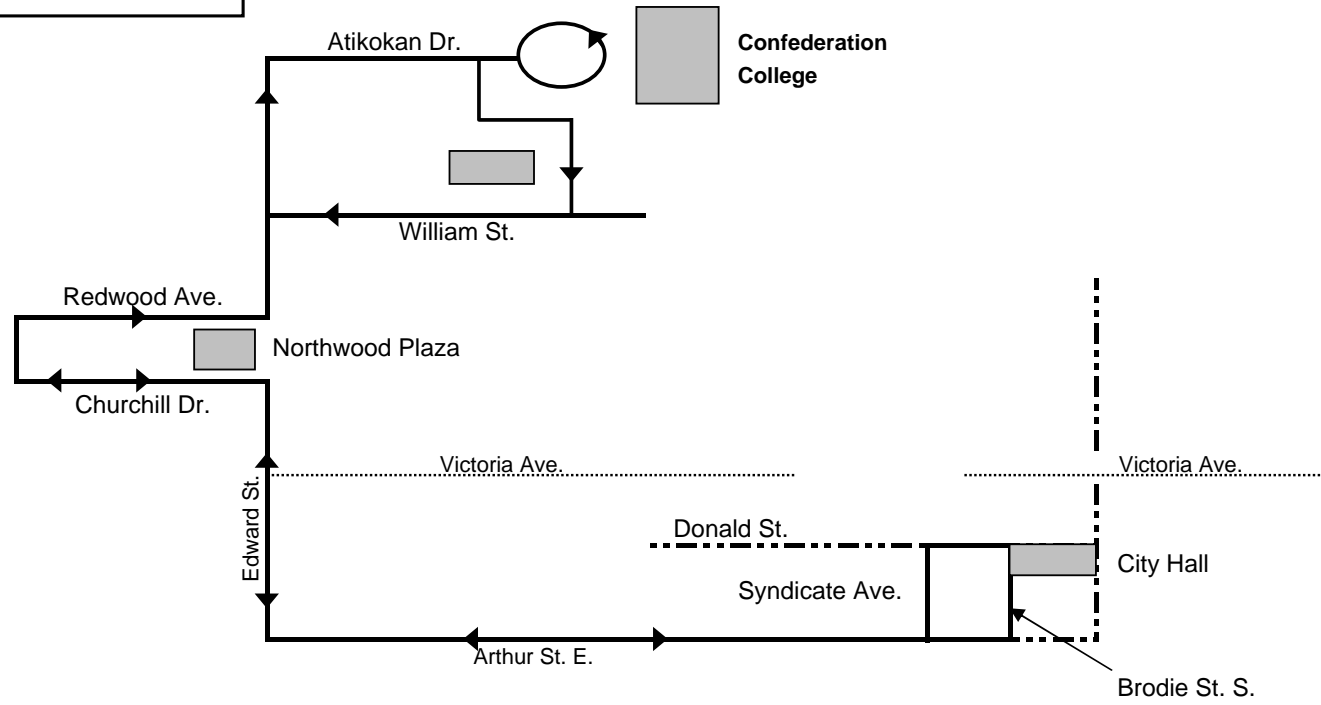 Atikokan Dr.
Confederation
College
William St.
Redwood Ave.
Northwood Plaza
Churchill Dr.
Victoria Ave.
Victoria Ave.
Edward St.
Donald St.
City Hall
Syndicate Ave.
Arthur St. E.
Brodie St. S.